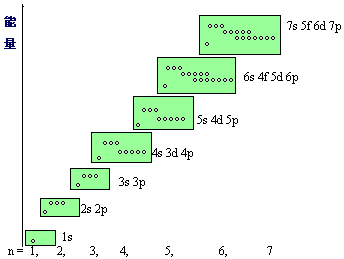 能
量
7s 5f 6d 7p
6s 4f 5d 6p
5s 4d 5p
4s 3d 4p
3s 3p
2s 2p
1s
n = 1, 2, 3, 4, 5, 6, 7